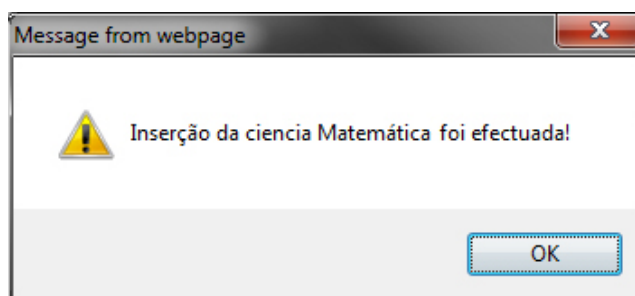 Message from webpage
Inserção da ciencia Matemática foi efectuada!
OK